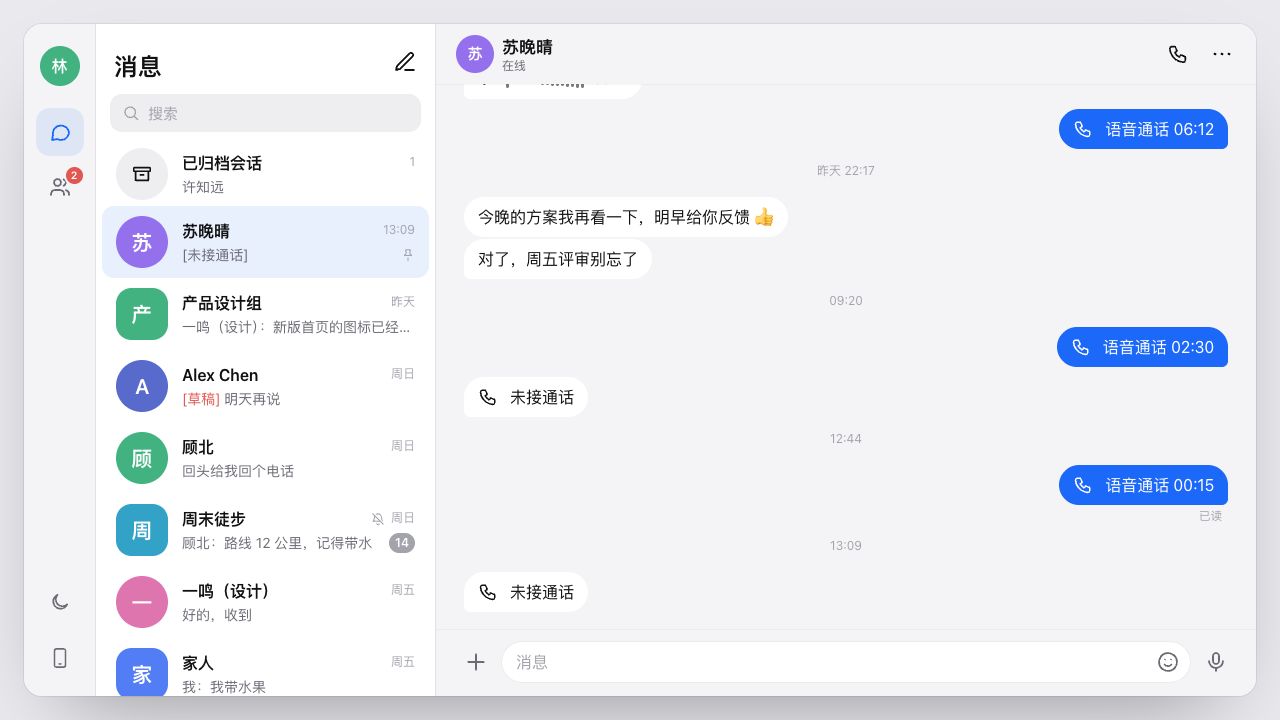 林
2
消息
搜索
已归档会话
1
许知远
苏
苏晚晴
13:09
[未接通话]
产
产品设计组
昨天
一鸣（设计）：新版首页的图标已经...
A
Alex Chen
周日
[草稿] 明天再说
顾
顾北
周日
回头给我回个电话
周
周末徒步
周日
顾北：路线 12 公里，记得带水
14
一
一鸣（设计）
周五
好的，收到
家
家人
周五
我：我带水果
苏
苏晚晴
在线
语音通话 06:12
昨天 22:17
今晚的方案我再看一下，明早给你反馈 👍
对了，周五评审别忘了
09:20
语音通话 02:30
未接通话
12:44
语音通话 00:15
已读
13:09
未接通话
消息